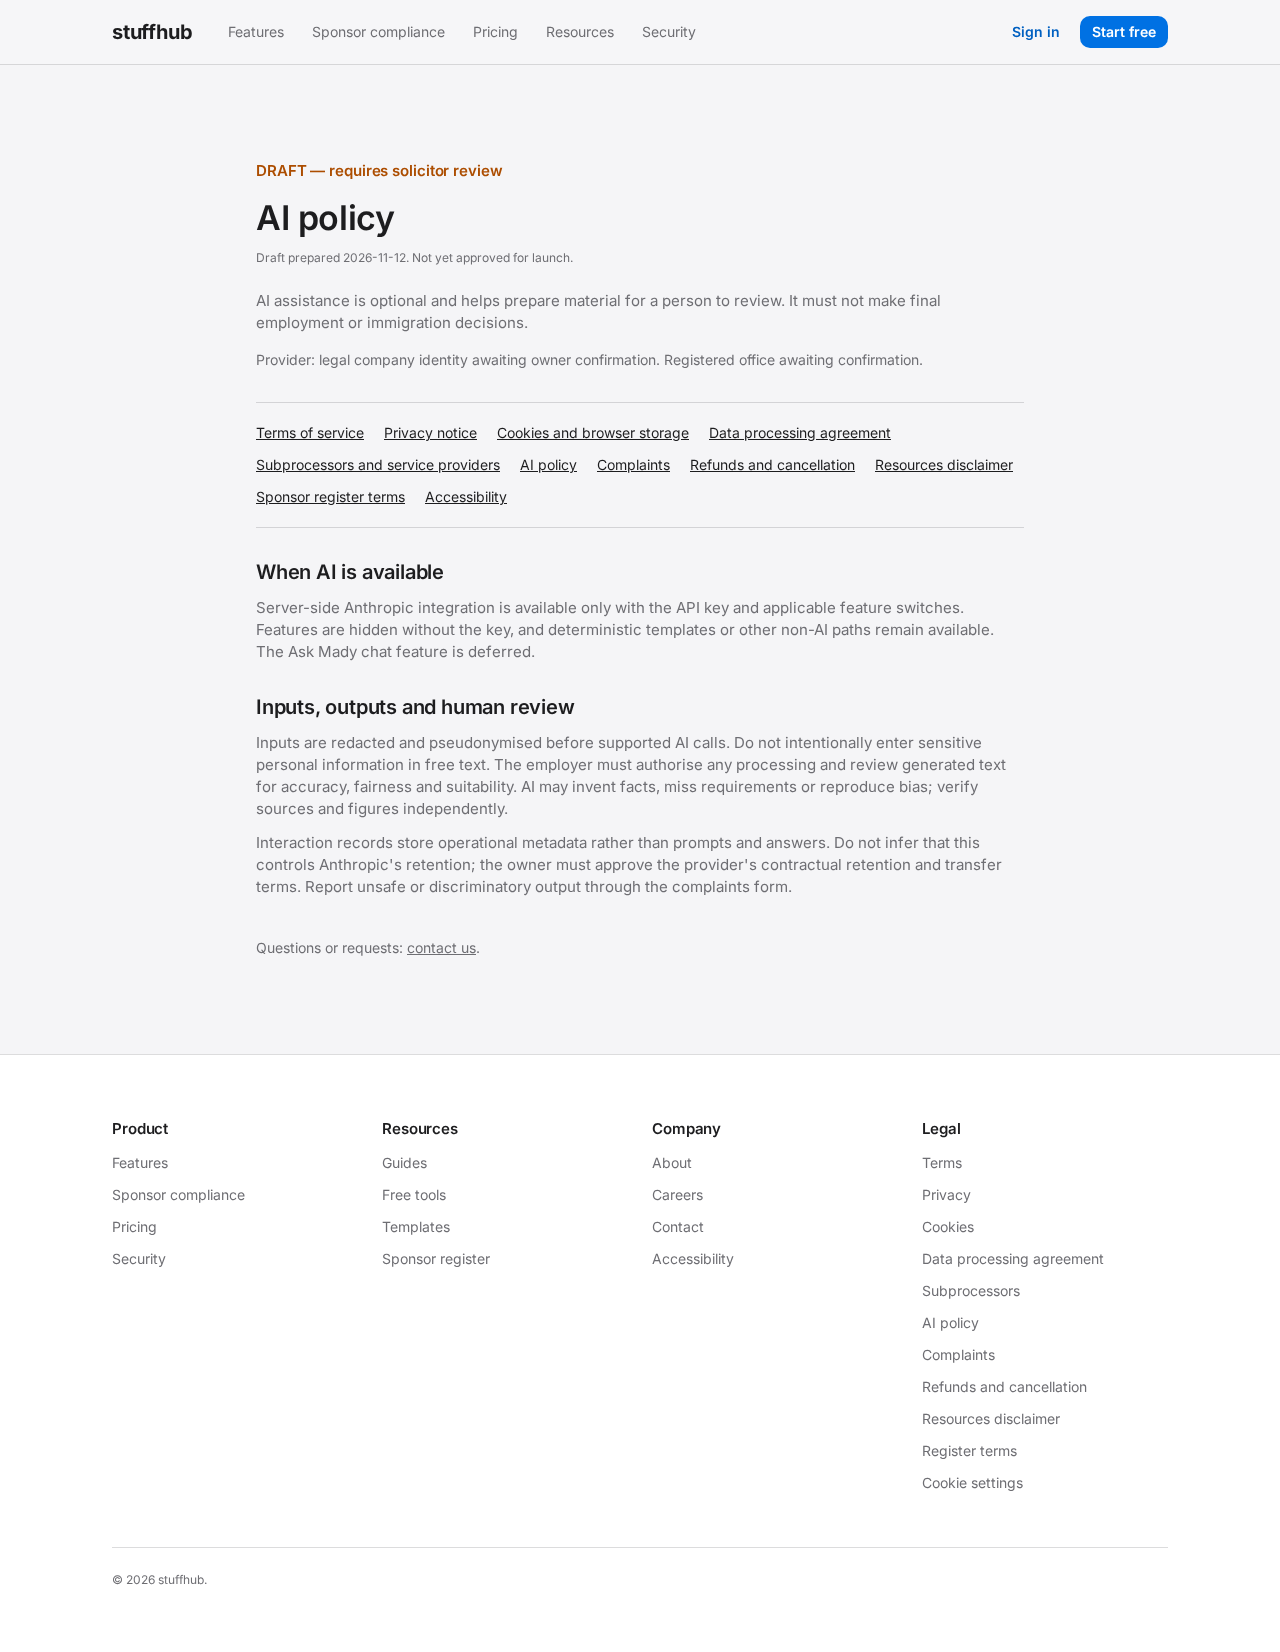 stuffhub Features Sponsor compliance Pricing Resources Security Sign in Start free
DRAFT — requires solicitor review
AI policy
Draft prepared 2026-11-12. Not yet approved for launch.
AI assistance is optional and helps prepare material for a person to review. It must not make final
employment or immigration decisions.
Provider: legal company identity awaiting owner confirmation. Registered office awaiting confirmation.
Terms of service Privacy notice Cookies and browser storage Data processing agreement
Subprocessors and service providers AI policy Complaints Refunds and cancellation Resources disclaimer
Sponsor register terms Accessibility
When AI is available
Server-side Anthropic integration is available only with the API key and applicable feature switches.
Features are hidden without the key, and deterministic templates or other non-AI paths remain available.
The Ask Mady chat feature is deferred.
Inputs, outputs and human review
Inputs are redacted and pseudonymised before supported AI calls. Do not intentionally enter sensitive
personal information in free text. The employer must authorise any processing and review generated text
for accuracy, fairness and suitability. AI may invent facts, miss requirements or reproduce bias; verify
sources and figures independently.
Interaction records store operational metadata rather than prompts and answers. Do not infer that this
controls Anthropic's retention; the owner must approve the provider's contractual retention and transfer
terms. Report unsafe or discriminatory output through the complaints form.
Questions or requests: contact us.
Product
Features
Sponsor compliance
Pricing
Security
Resources
Guides
Free tools
Templates
Sponsor register
Company
About
Careers
Contact
Accessibility
Legal
Terms
Privacy
Cookies
Data processing agreement
Subprocessors
AI policy
Complaints
Refunds and cancellation
Resources disclaimer
Register terms
Cookie settings
© 2026 stuffhub.